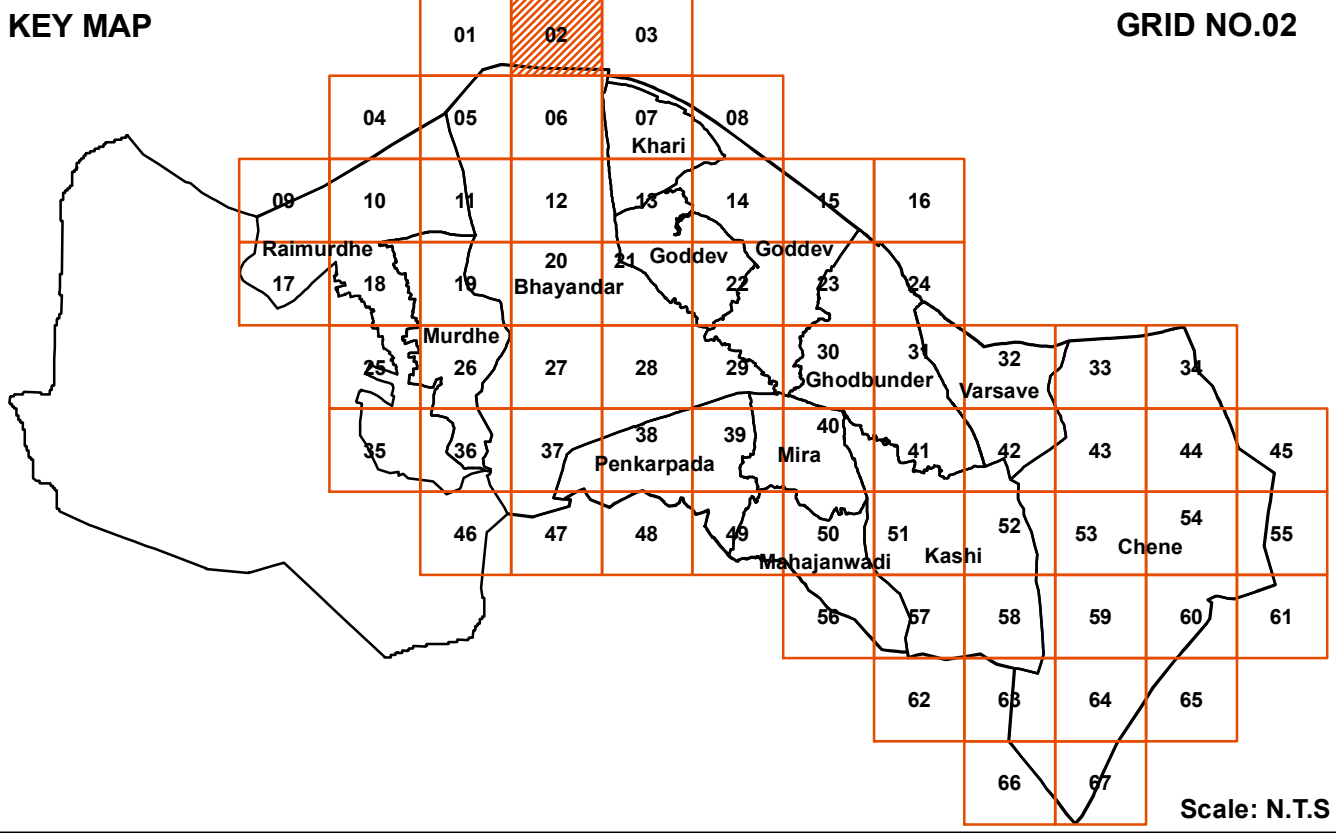 KEY MAP
GRID NO.02
01 02 03
04 05 06 07 08
Khari
09 10 11 12 13 14 15 16
Raimurdhe Goddev Goddev
17 18 19 20 21 22 23 24
Bhayandar
Murdhe
25 26 27 28 29 30 31 32 33 34
Ghodbunder Varsave
35 36 37 38 39 40 41 42 43 44 45
Penkarpada Mira
46 47 48 49 50 51 52 53 54 55
Mahajanwadi Kashi Chene
56 57 58 59 60 61
62 63 64 65
66 67
Scale: N.T.S